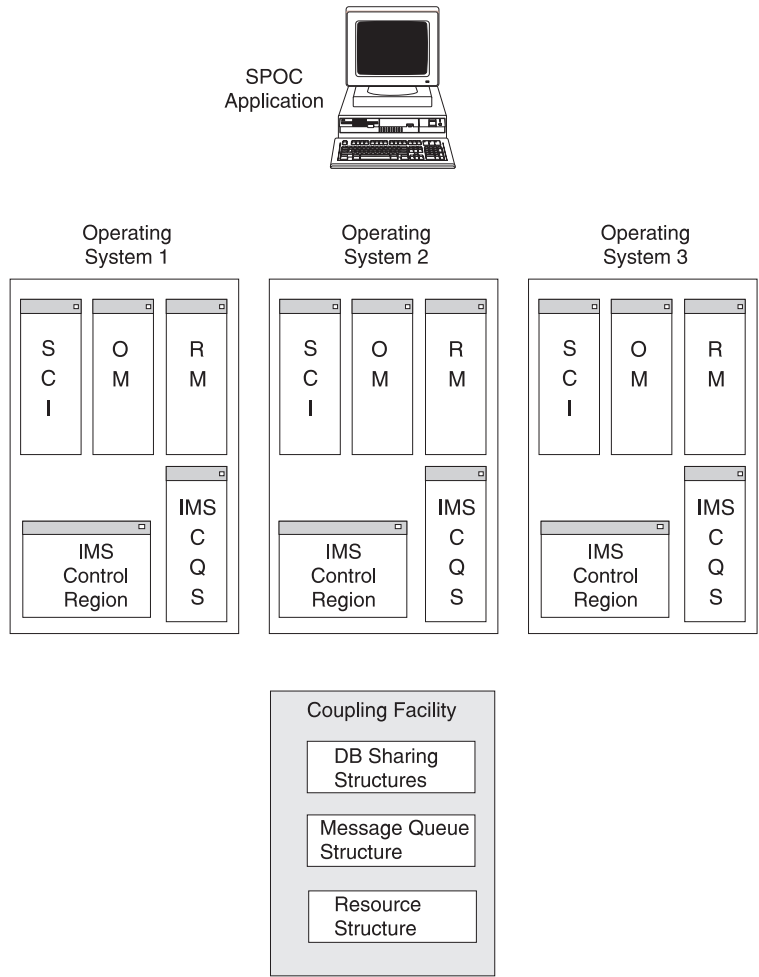 SPOC
Application
Operating
System 1
Operating
System 2
Operating
System 3
S
C
I
O
M
R
M
IMS
C
Q
S
IMS
Control
Region
S
C
I
O
M
R
M
IMS
C
Q
S
IMS
Control
Region
S
C
I
O
M
R
M
IMS
C
Q
S
IMS
Control
Region
Coupling Facility
DB Sharing
Structures
Message Queue
Structure
Resource
Structure